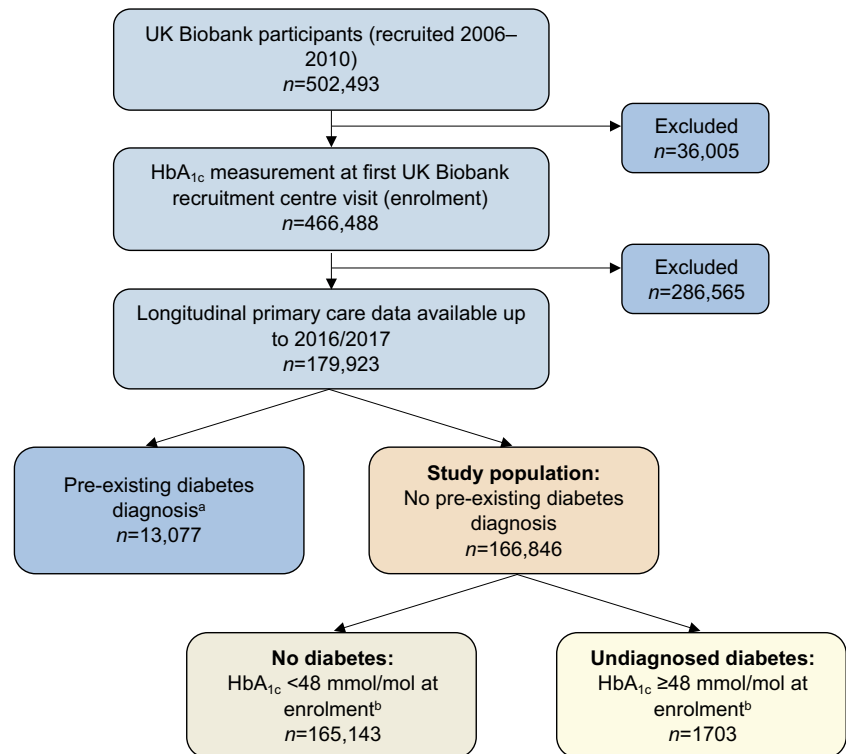 UK Biobank participants (recruited 2006–
2010)
n=502,493
Excluded
n=36,005
HbA1c measurement at first UK Biobank
recruitment centre visit (enrolment)
n=466,488
Excluded
n=286,565
Longitudinal primary care data available up
to 2016/2017
n=179,923
Pre-existing diabetes
diagnosisᵃ
n=13,077
Study population:
No pre-existing diabetes
diagnosis
n=166,846
No diabetes:
HbA1c <48 mmol/mol at
enrolmentᵇ
n=165,143
Undiagnosed diabetes:
HbA1c ≥48 mmol/mol at
enrolmentᵇ
n=1703